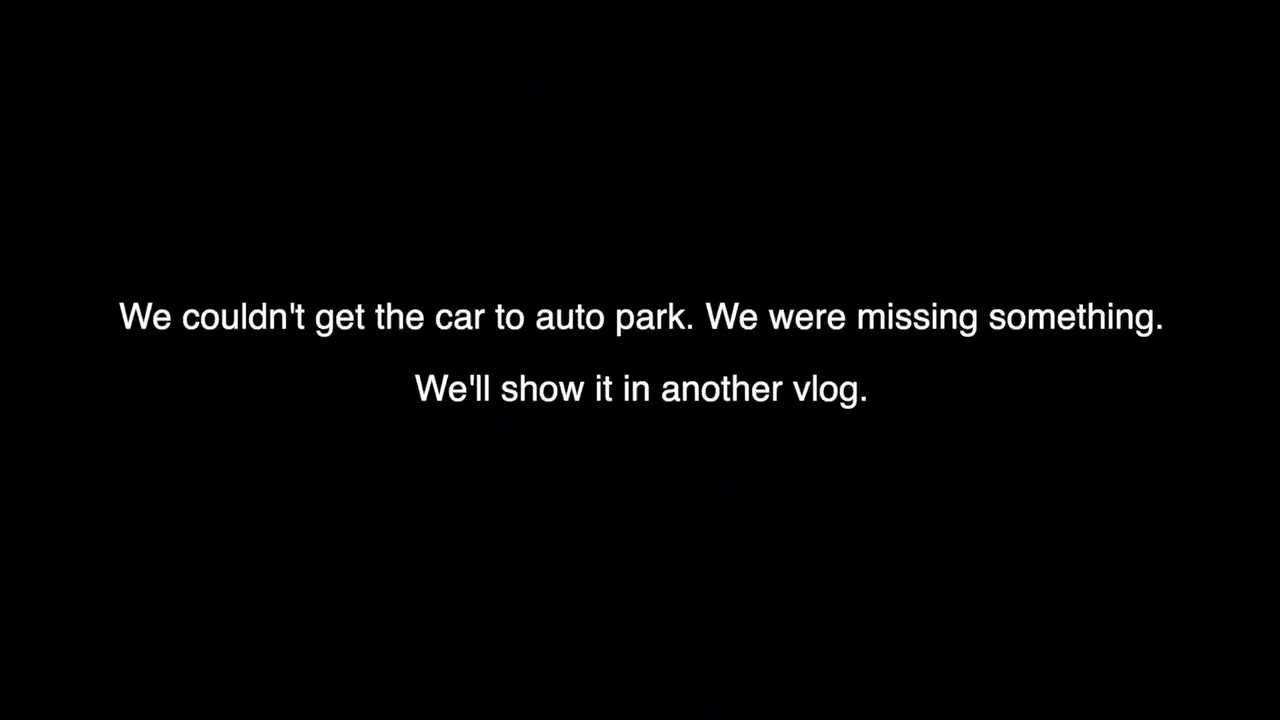 We couldn't get the car to auto park. We were missing something.
We'll show it in another vlog.